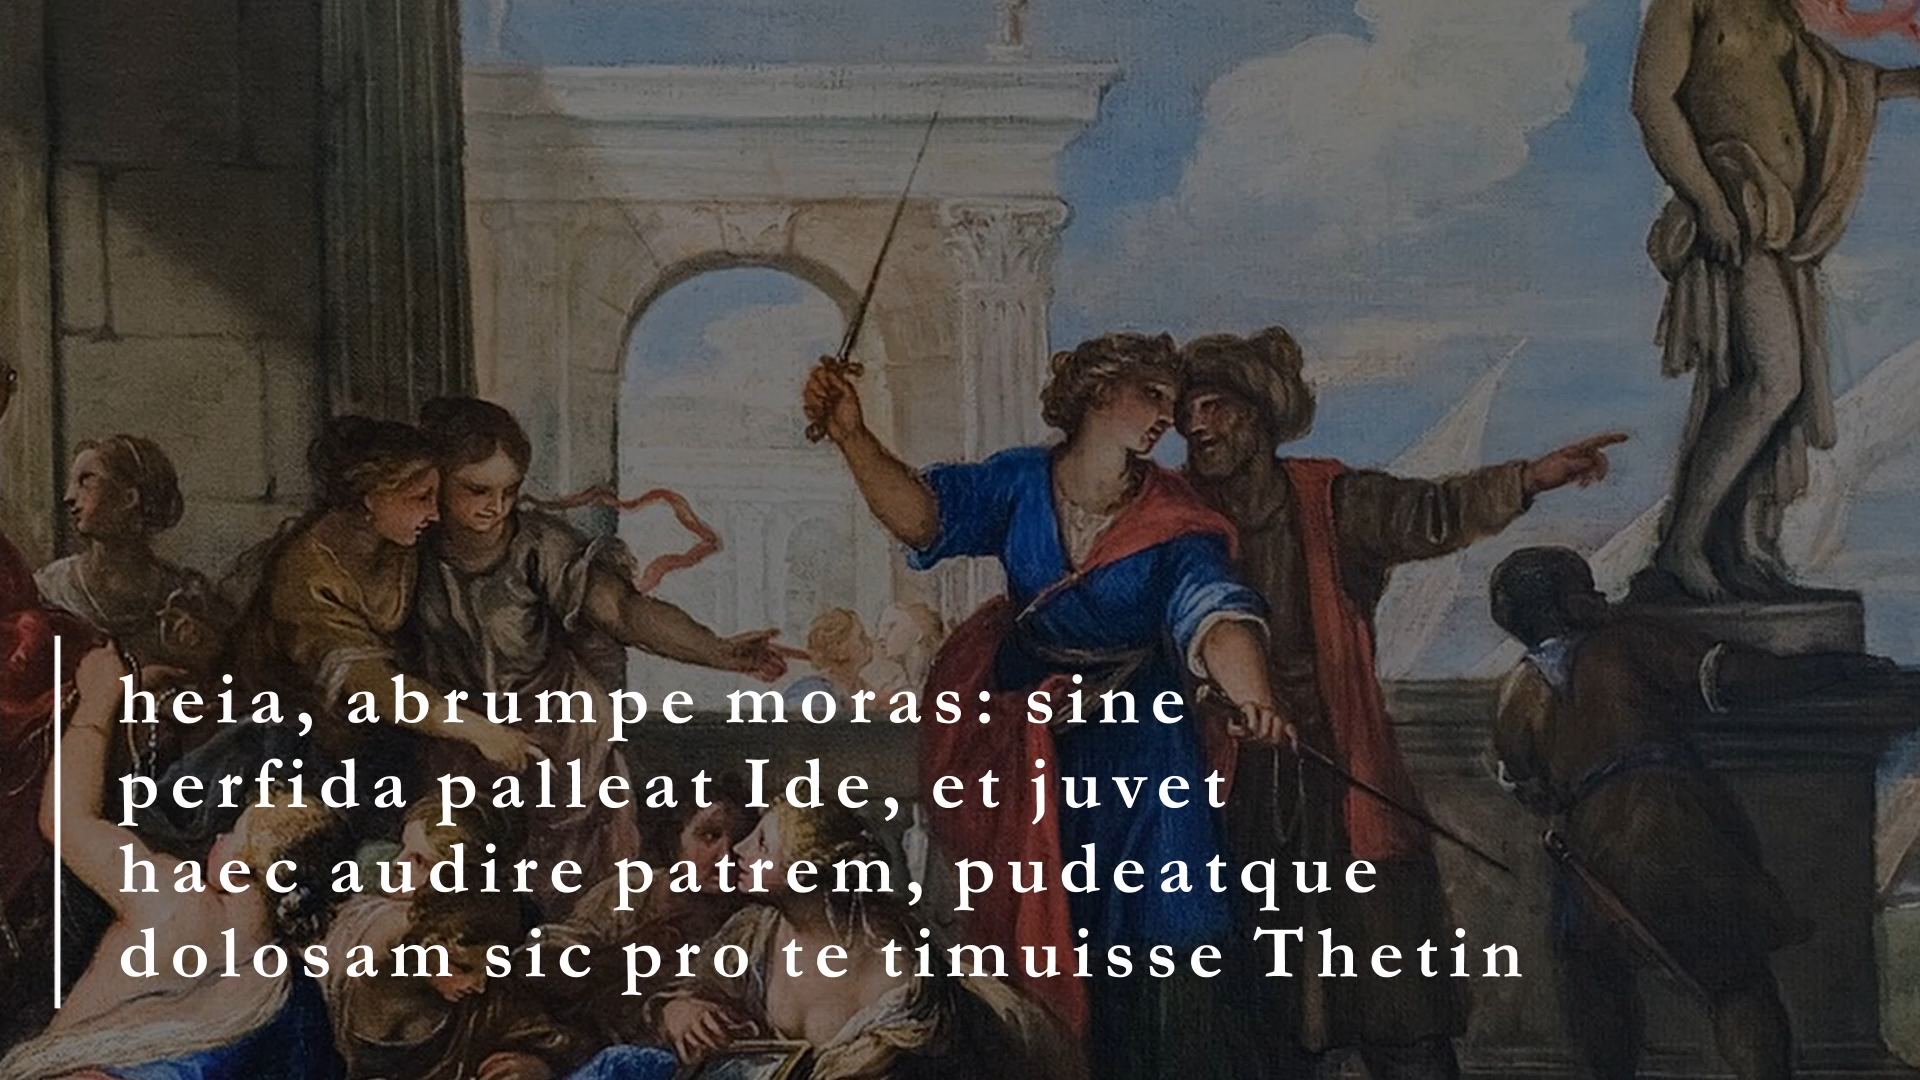 heia, abrumpe moras: sine
perfida palleat Ide, et juvet
haec audire patrem, pudeatque
dolosam sic pro te timuisse Thetin